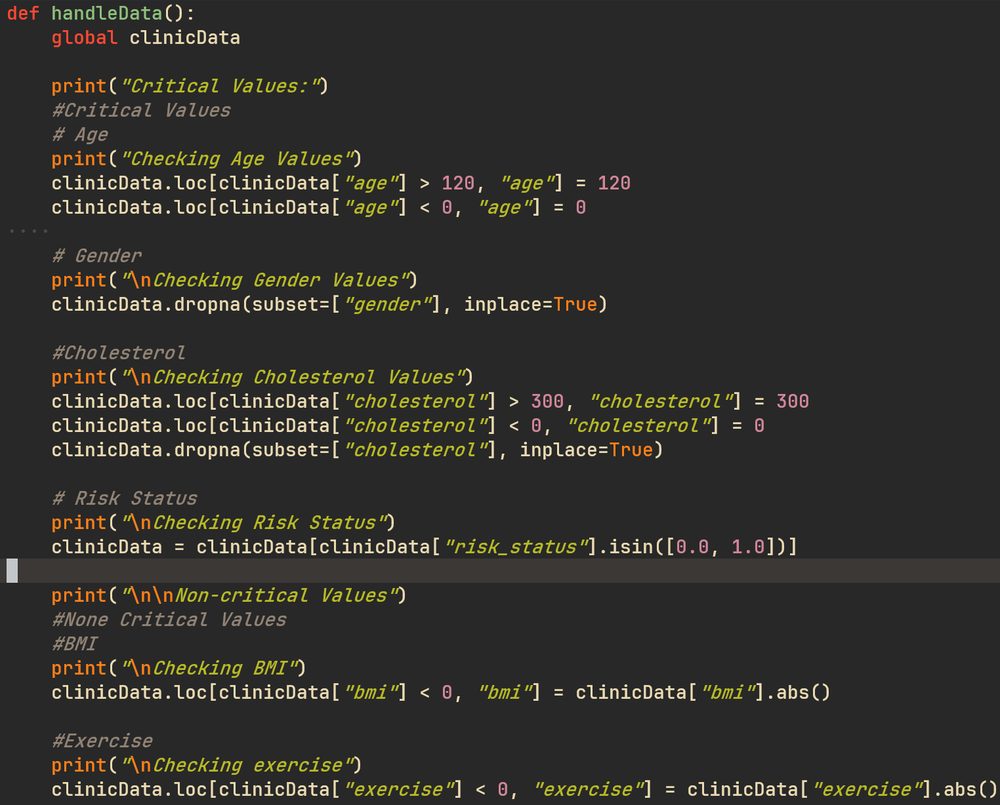 def handleData():
    global clinicData

    print("Critical Values:")
    #Critical Values
    # Age
    print("Checking Age Values")
    clinicData.loc[clinicData["age"] > 120, "age"] = 120
    clinicData.loc[clinicData["age"] < 0, "age"] = 0

    # Gender
    print("\nChecking Gender Values")
    clinicData.dropna(subset=["gender"], inplace=True)

    #Cholesterol
    print("\nChecking Cholesterol Values")
    clinicData.loc[clinicData["cholesterol"] > 300, "cholesterol"] = 300
    clinicData.loc[clinicData["cholesterol"] < 0, "cholesterol"] = 0
    clinicData.dropna(subset=["cholesterol"], inplace=True)

    # Risk Status
    print("\nChecking Risk Status")
    clinicData = clinicData[clinicData["risk_status"].isin([0.0, 1.0])]

    print("\n\nNon-critical Values")
    #None Critical Values
    #BMI
    print("\nChecking BMI")
    clinicData.loc[clinicData["bmi"] < 0, "bmi"] = clinicData["bmi"].abs()

    #Exercise
    print("\nChecking exercise")
    clinicData.loc[clinicData["exercise"] < 0, "exercise"] = clinicData["exercise"].abs()